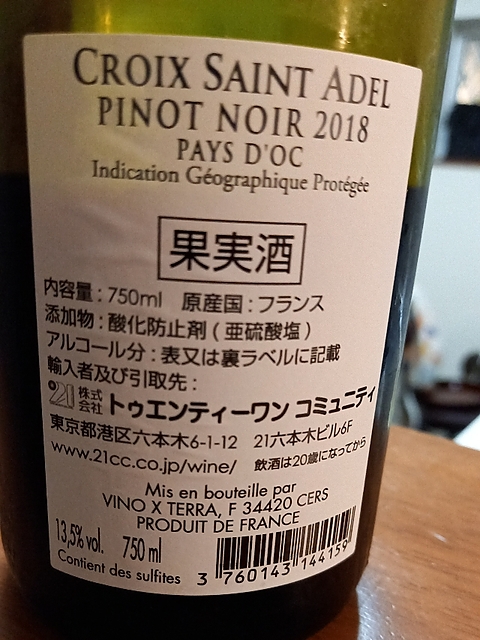 CROIX SAINT ADEL
PINOT NOIR 2018
PAYS D'OC
Indication Géographique Protégée
果実酒
内容量：750ml 原産国：フランス
添加物：酸化防止剤（亜硫酸塩）
アルコール分：表又は裏ラベルに記載
輸入者及び引取先：
21 株式会社 トゥエンティーワン コミュニティ
東京都港区六本木6-1-12 21六本木ビル6F
www.21cc.co.jp/wine/ 飲酒は20歳になってから
Mis en bouteille par
VINO X TERRA, F 34420 CERS
PRODUIT DE FRANCE
13,5% vol. 750 ml
Contient des sulfites
3 760143 144159